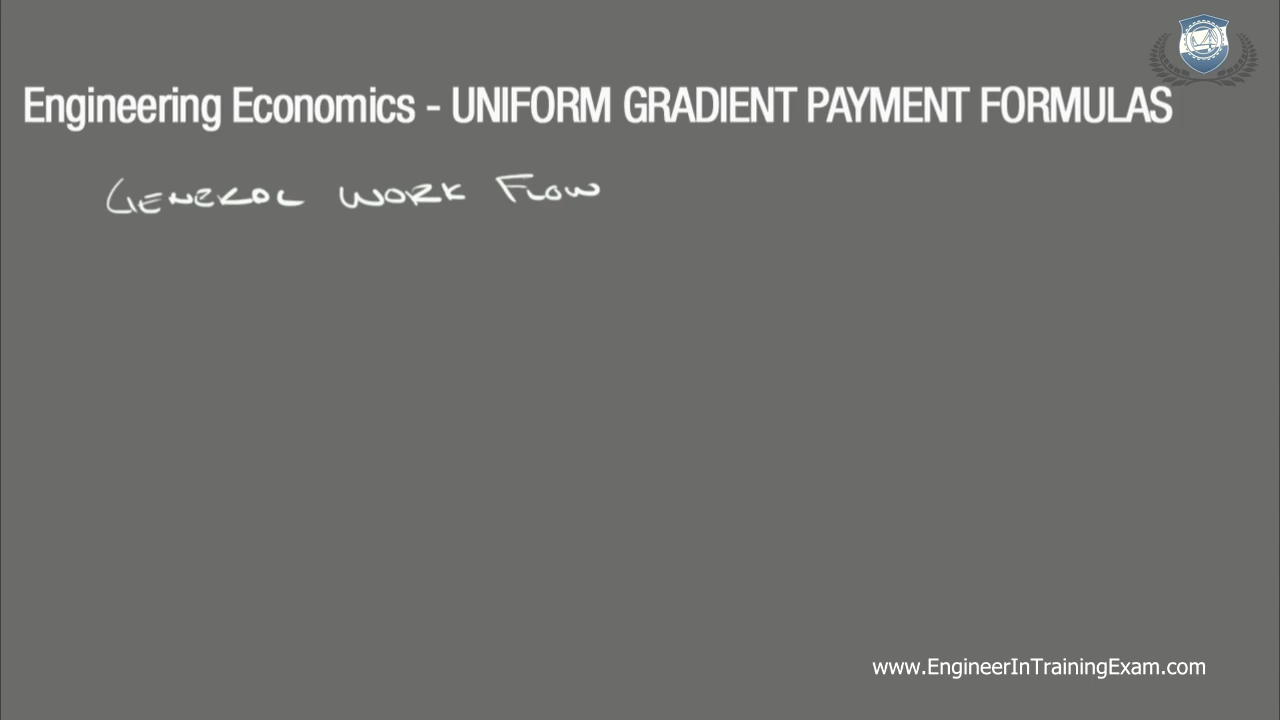 Engineering Economics - UNIFORM GRADIENT PAYMENT FORMULAS
GENERAL WORK FLOW
www.EngineerInTrainingExam.com